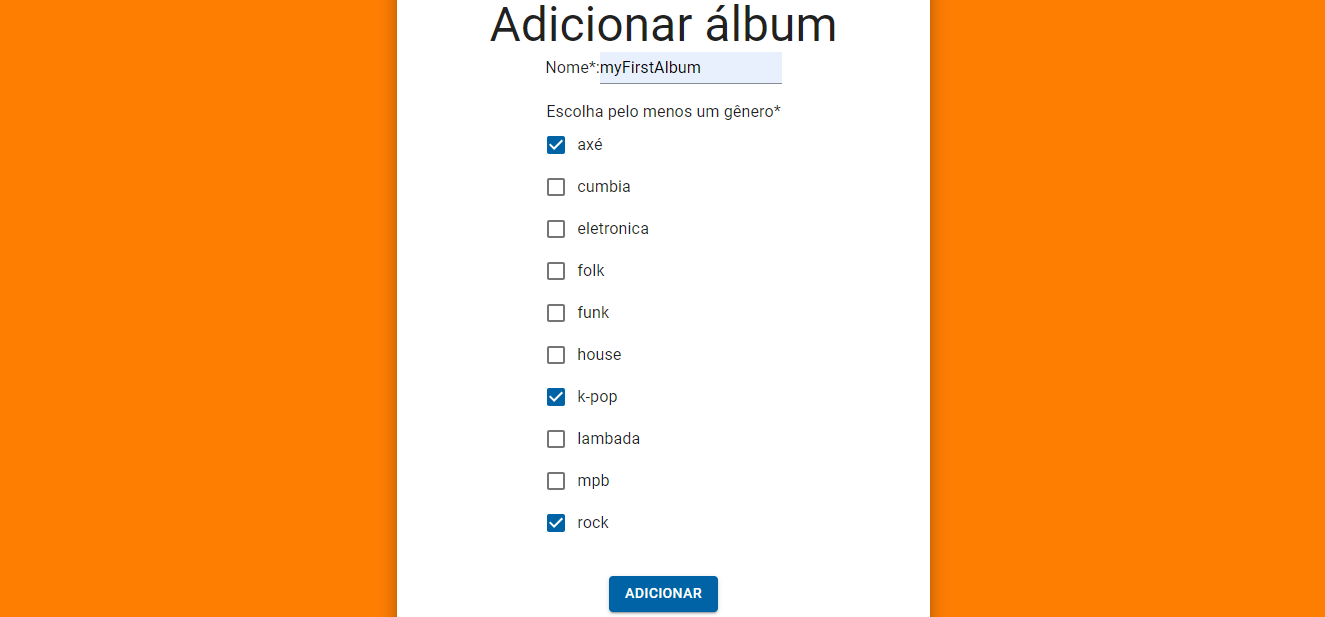 Adicionar álbum
Nome*:myFirstAlbum
Escolha pelo menos um gênero*
axé
cumbia
eletronica
folk
funk
house
k-pop
lambada
mpb
rock
ADICIONAR